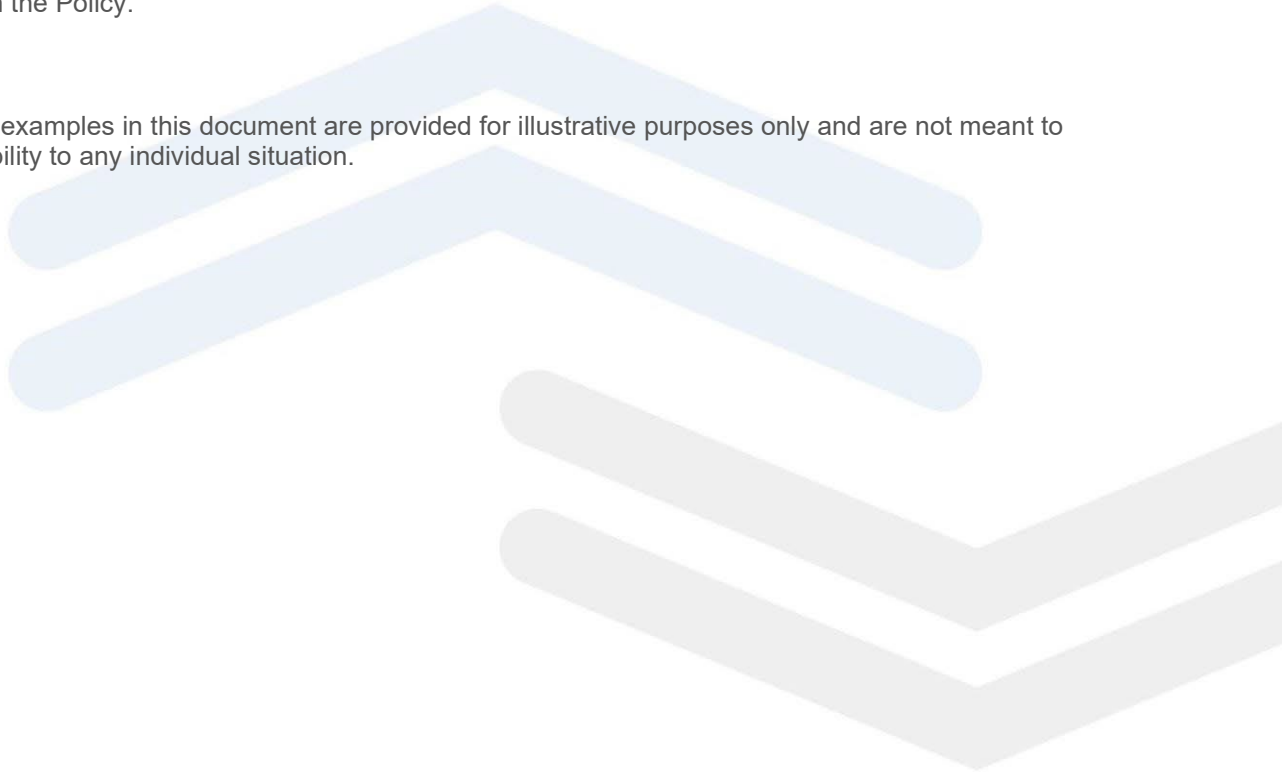 the Policy.
examples in this document are provided for illustrative purposes only and are not meant to
to any individual situation.